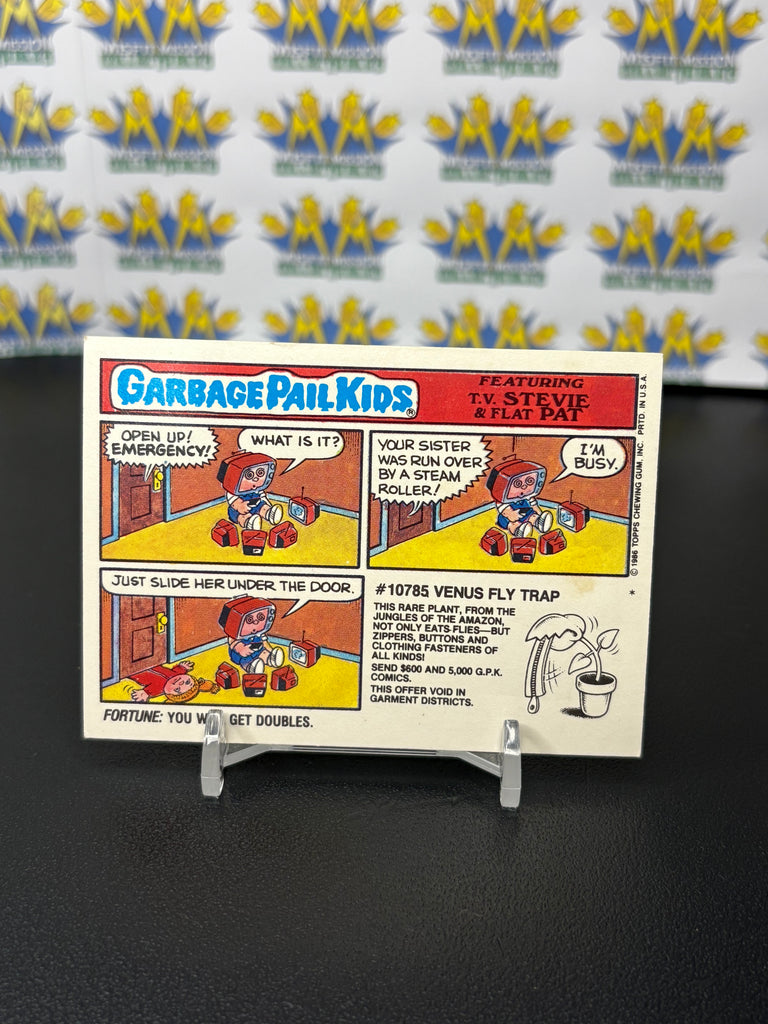 GARBAGE PAIL KIDS®
FEATURING
T.V. STEVIE
& FLAT PAT
OPEN UP!
EMERGENCY!
WHAT IS IT?
YOUR SISTER
WAS RUN OVER
BY A STEAM
ROLLER!
I'M
BUSY.
JUST SLIDE HER UNDER THE DOOR.
#10785 VENUS FLY TRAP
THIS RARE PLANT, FROM THE
JUNGLES OF THE AMAZON,
NOT ONLY EATS FLIES—BUT
ZIPPERS, BUTTONS AND
CLOTHING FASTENERS OF
ALL KINDS!
SEND $600 AND 5,000 G.P.K.
COMICS.
THIS OFFER VOID IN
GARMENT DISTRICTS.
FORTUNE: YOU W GET DOUBLES.
© 1986 TOPPS CHEWING GUM, INC. PRTD. IN U.S.A.
*